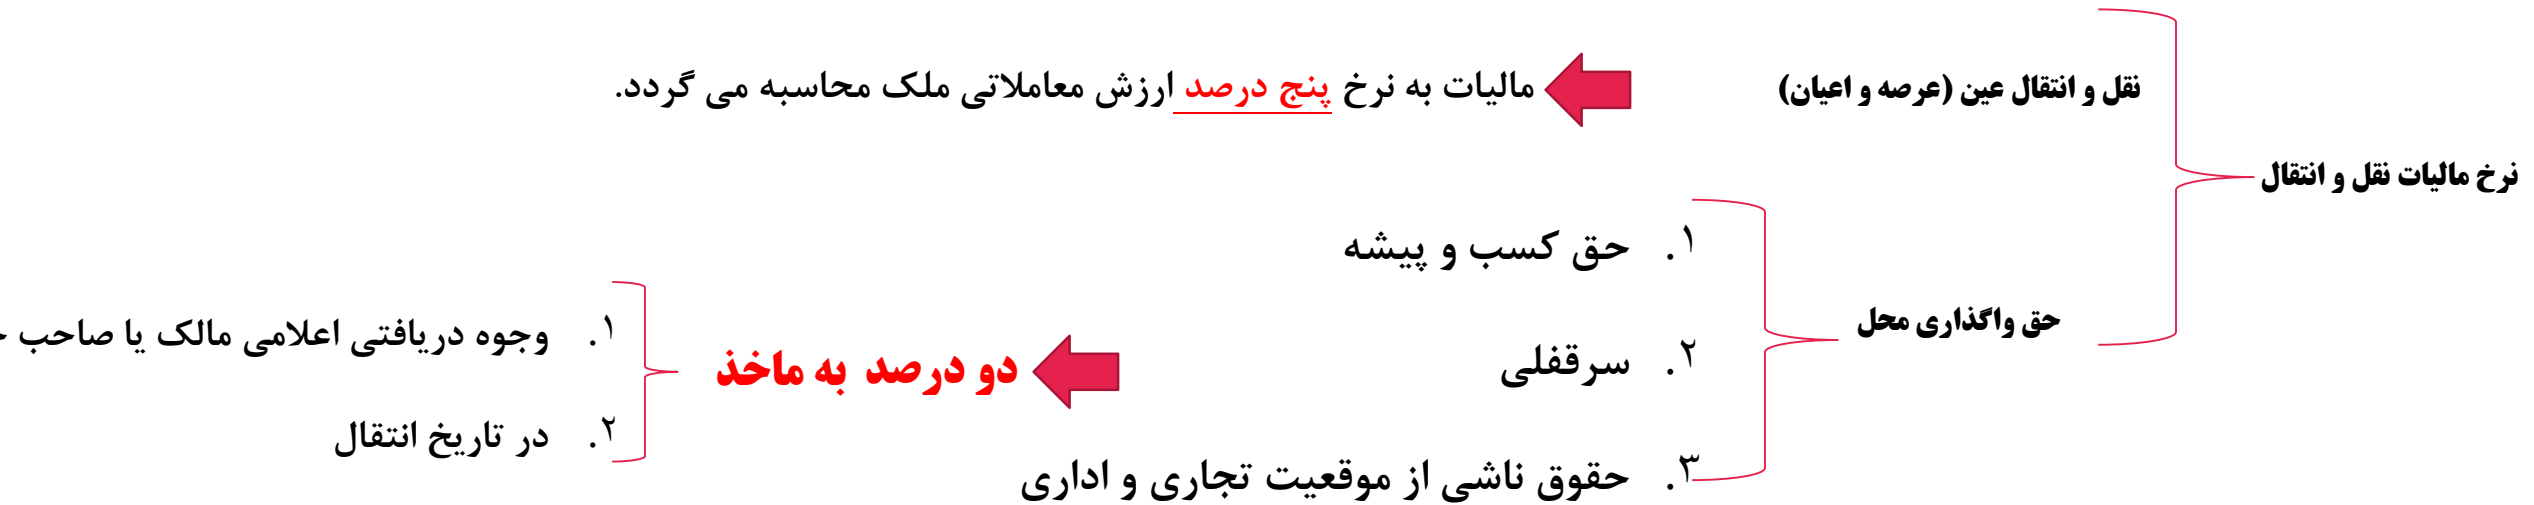 نرخ مالیات نقل و انتقال
نقل و انتقال عین (عرصه و اعیان)
مالیات به نرخ پنج درصد ارزش معاملاتی ملک محاسبه می گردد.
حق واگذاری محل
۱. حق کسب و پیشه
۲. سرقفلی
۳. حقوق ناشی از موقعیت تجاری و اداری
دو درصد به ماخذ
۱. وجوه دریافتی اعلامی مالک یا صاحب
۲. در تاریخ انتقال